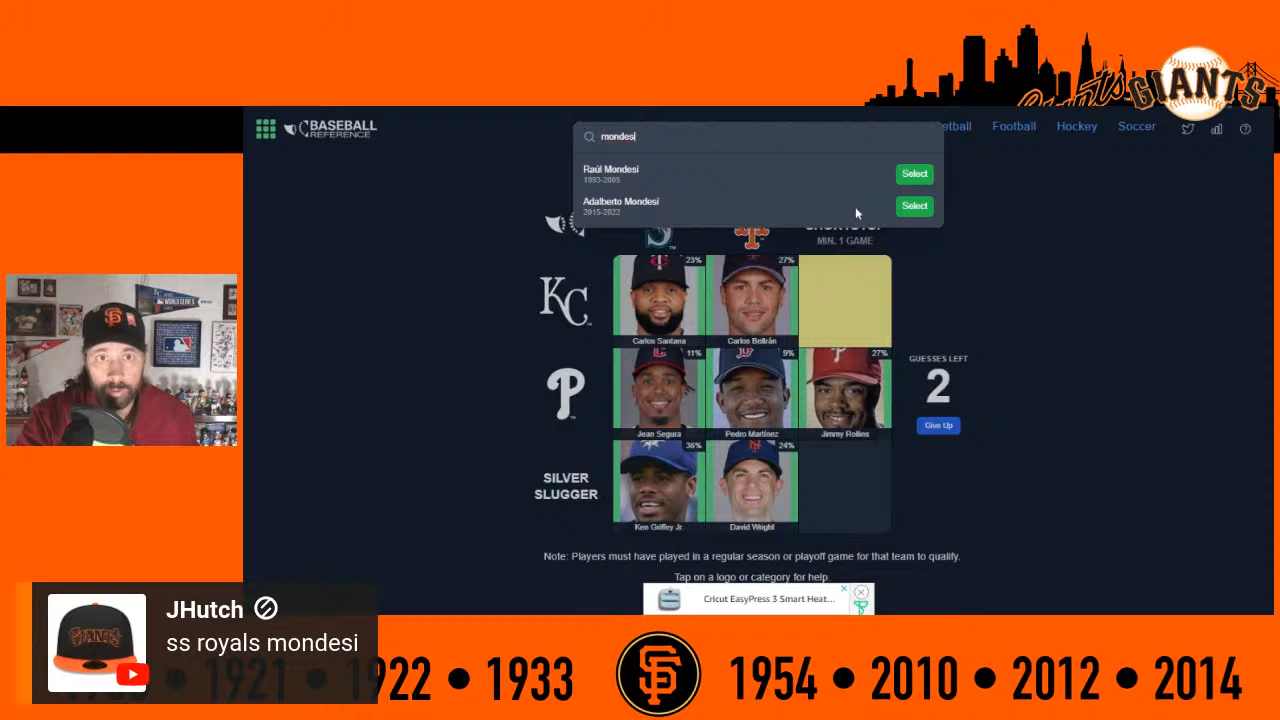 GIANTS
BASEBALL
REFERENCE
mondesi
Football
Hockey
Soccer
Raúl Mondesi
1993-2005
Select
Adalberto Mondesi
2015-2022
Select
MIN. 1 GAME
KC
23%
Carlos Santana
27%
Carlos Beltrán
P
11%
Jean Segura
9%
Pedro Martínez
27%
Jimmy Rollins
GUESSES LEFT
2
Give Up
SILVER
SLUGGER
36%
Ken Griffey Jr.
24%
David Wright
Note: Players must have played in a regular season or playoff game for that team to qualify.
Tap on a logo or category for help.
Cricut EasyPress 3 Smart Heat...
GIANTS
JHutch
ss royals mondesi
1921 • 1922 • 1933 SF 1954 • 2010 • 2012 • 2014